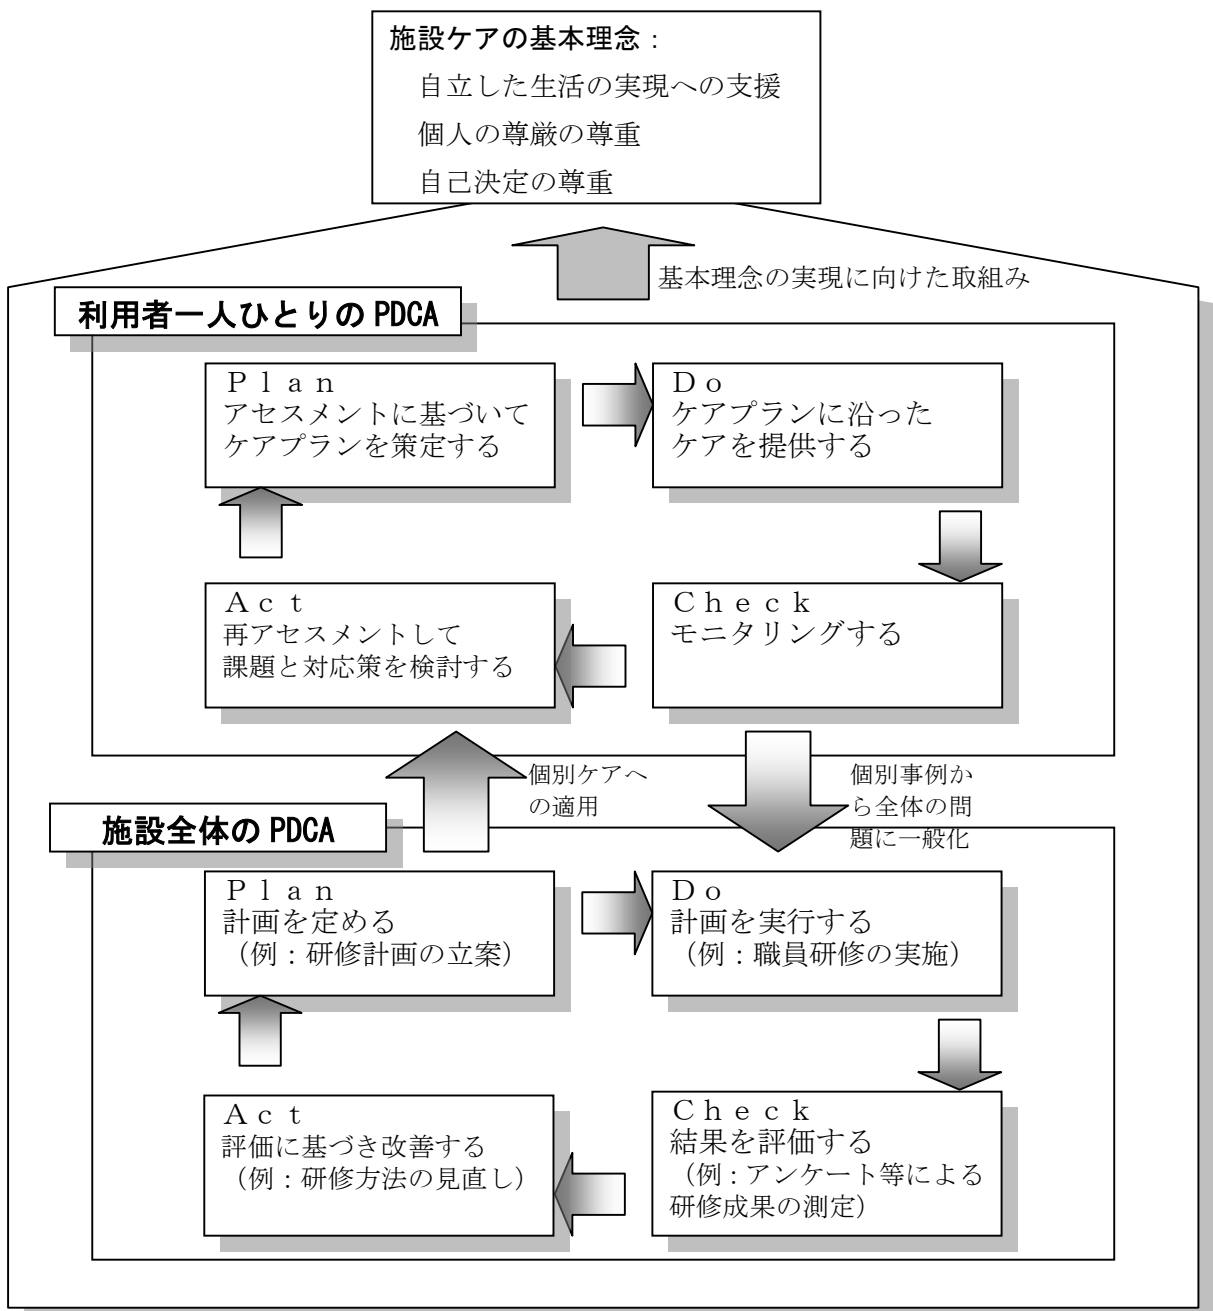 施設ケアの基本理念：
自立した生活の実現への支援
個人の尊厳の尊重
自己決定の尊重
基本理念の実現に向けた取組み
利用者一人ひとりの PDCA
Ｐｌａｎ
アセスメントに基づいて
ケアプランを策定する
Ｄｏ
ケアプランに沿った
ケアを提供する
Ａｃｔ
再アセスメントして
課題と対応策を検討する
Ｃｈｅｃｋ
モニタリングする
個別ケアへ
の適用
個別事例か
ら全体の問
題に一般化
施設全体の PDCA
Ｐｌａｎ
計画を定める
（例：研修計画の立案）
Ｄｏ
計画を実行する
（例：職員研修の実施）
Ａｃｔ
評価に基づき改善する
（例：研修方法の見直し）
Ｃｈｅｃｋ
結果を評価する
（例：アンケート等による
研修成果の測定）